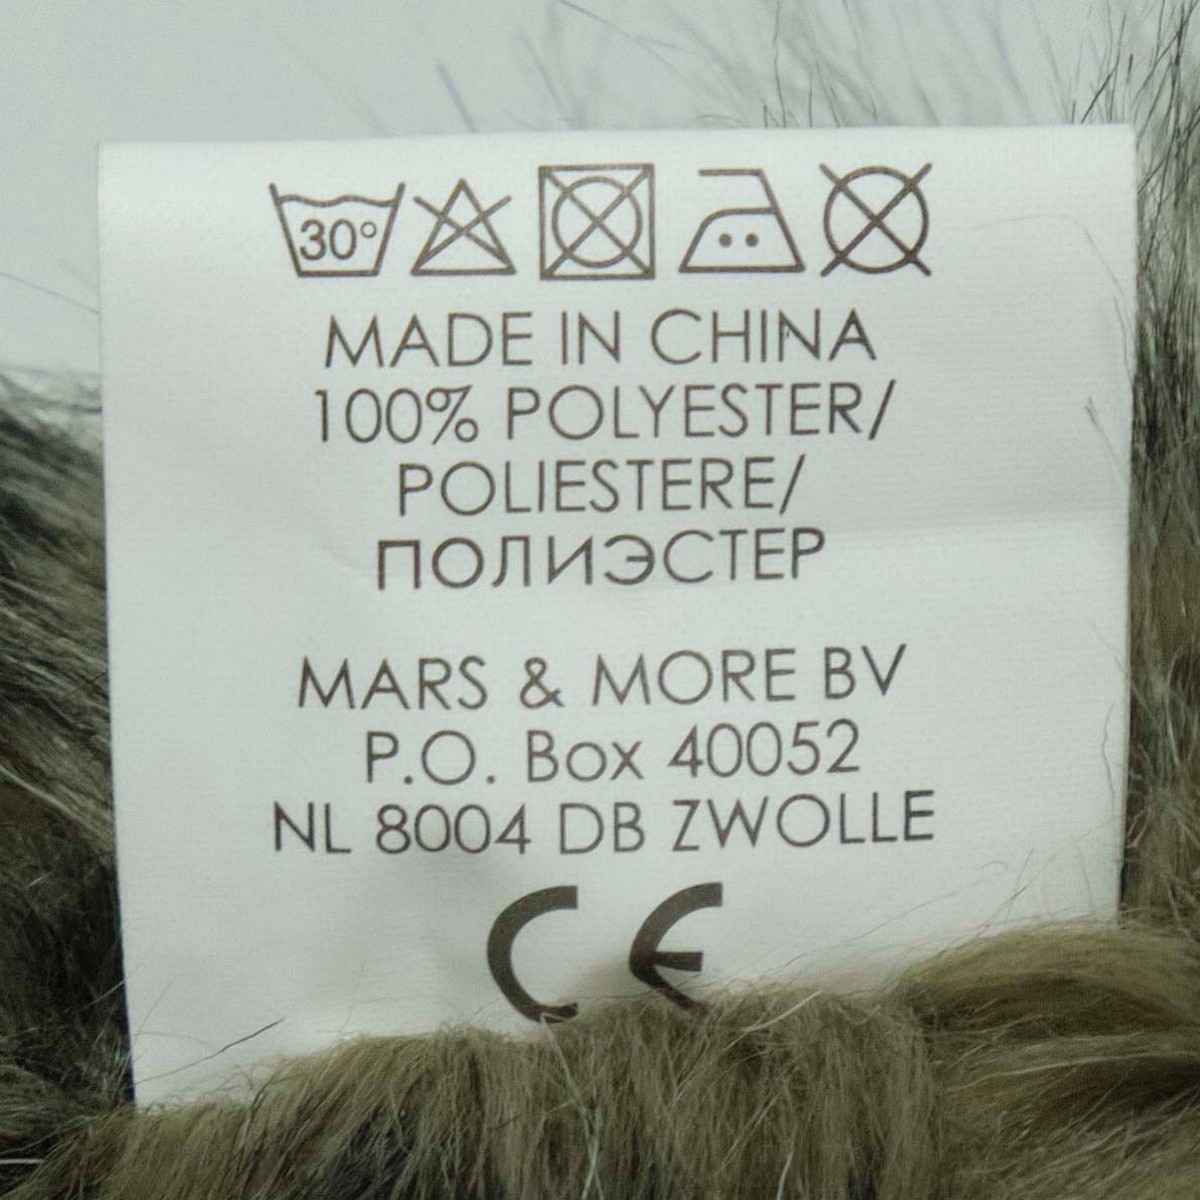 30°
MADE IN CHINA
100% POLYESTER/
POLIESTERE/
ПОЛИЭСТЕР
MARS & MORE BV
P.O. Box 40052
NL 8004 DB ZWOLLE
CE